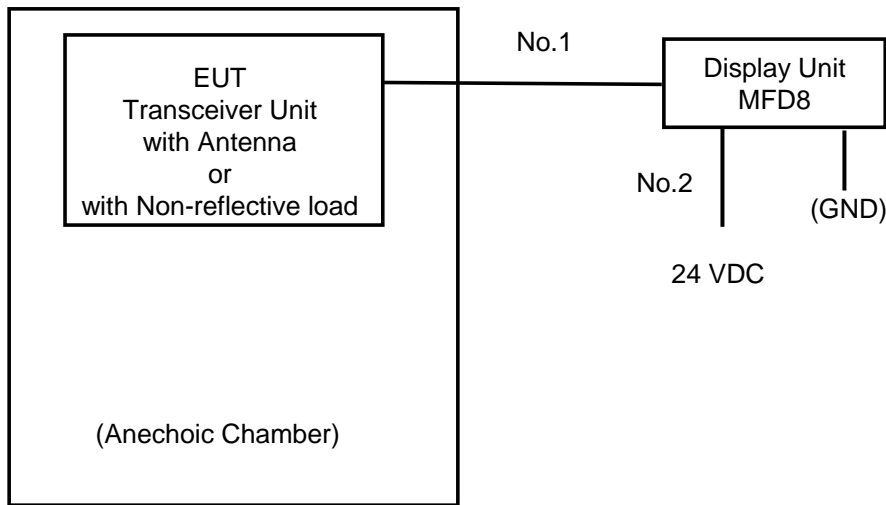 EUT
Transceiver Unit
with Antenna
or
with Non-reflective load
(Anechoic Chamber)
No.1
Display Unit
MFD8
No.2
(GND)
24 VDC